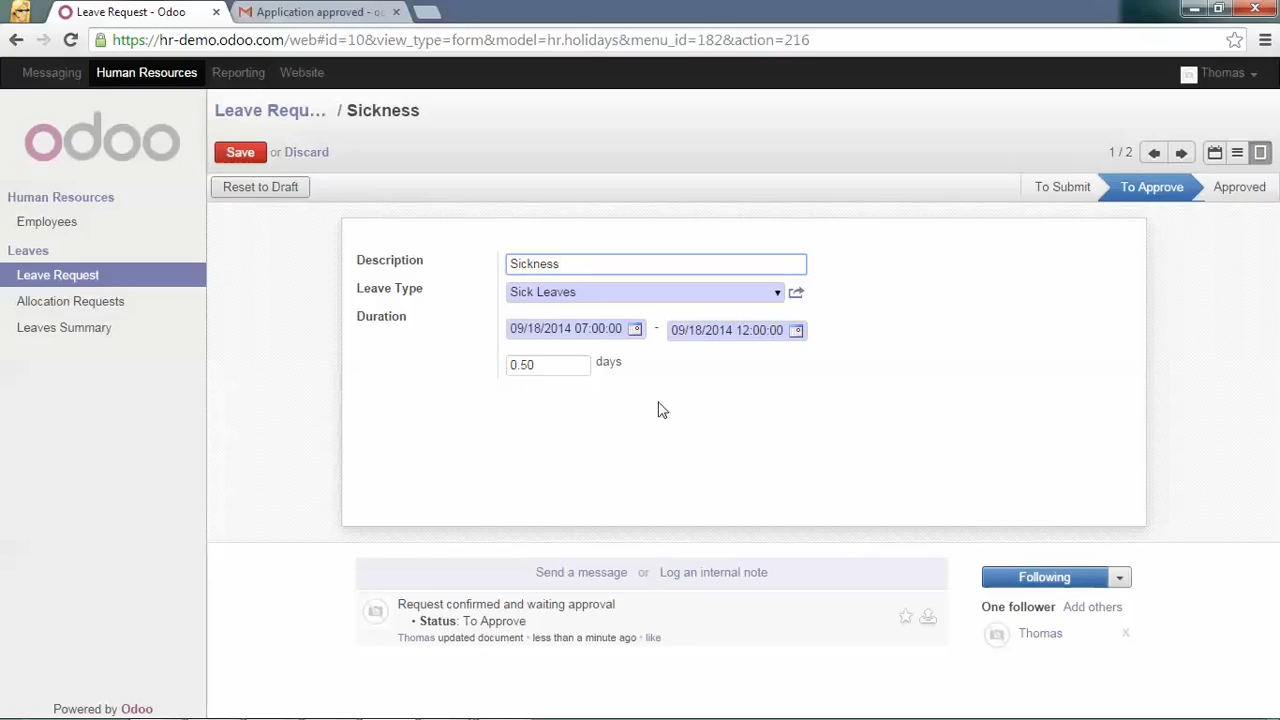 Leave Request - Odoo
Application approved - oc
https://hr-demo.odoo.com/web#id=10&view_type=form&model=hr.holidays&menu_id=182&action=216
Messaging Human Resources Reporting Website Thomas
odoo
Leave Requ... / Sickness
Save or Discard 1 / 2
Reset to Draft To Submit To Approve Approved
Human Resources
Employees
Leaves
Leave Request
Allocation Requests
Leaves Summary
Description Sickness
Leave Type Sick Leaves
Duration 09/18/2014 07:00:00 - 09/18/2014 12:00:00
0.50 days
Send a message or Log an internal note
Request confirmed and waiting approval
• Status: To Approve
Thomas updated document • less than a minute ago • like
Following
One follower Add others
Thomas x
Powered by Odoo